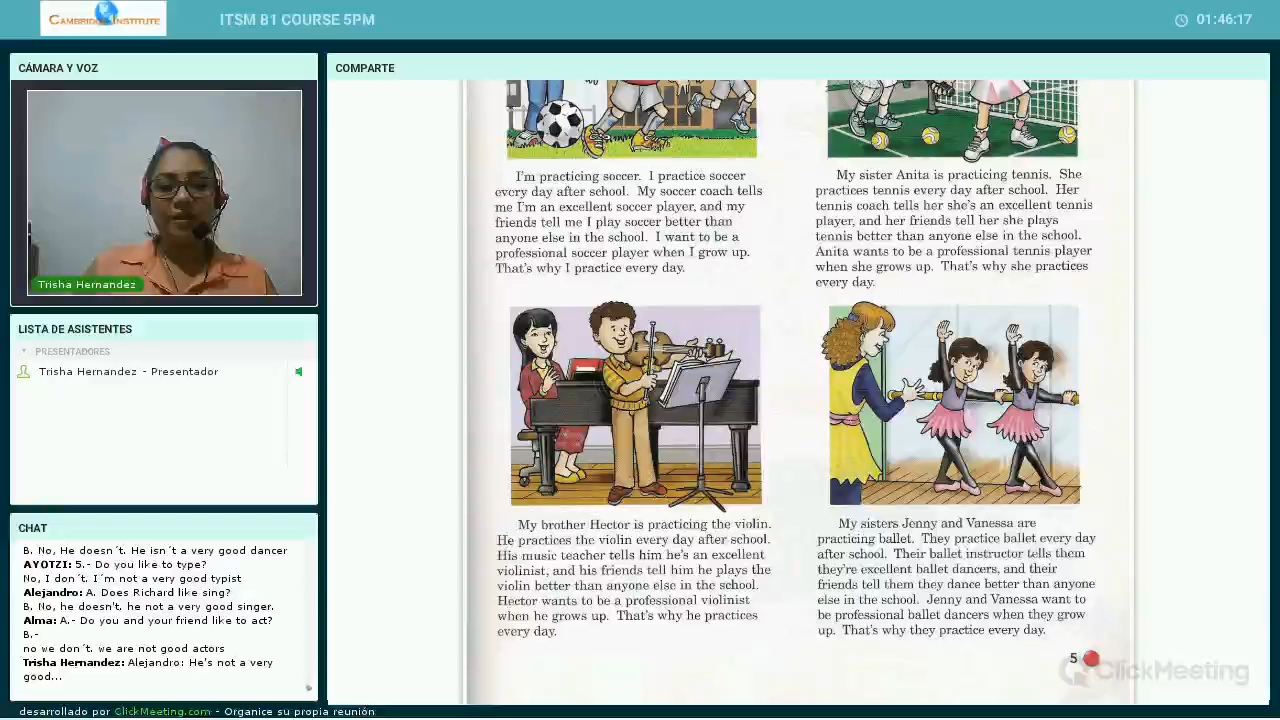 CAMBRIDGE INSTITUTE
ITSM B1 COURSE 5PM
01:46:17
CÁMARA Y VOZ
Trisha Hernandez
LISTA DE ASISTENTES
PRESENTADORES
Trisha Hernandez - Presentador
CHAT
B. No, He doesn´t. He isn´t a very good dancer
AYOTZI: 5.- Do you like to type?
No, I don´t. I´m not a very good typist
Alejandro: A. Does Richard like sing?
B. No, he doesn't. he not a very good singer.
Alma: A.- Do you and your friend like to act?
B.-
no we don´t. we are not good actors
Trisha Hernandez: Alejandro: He's not a very
good...
COMPARTE
I'm practicing soccer. I practice soccer
every day after school. My soccer coach tells
me I'm an excellent soccer player, and my
friends tell me I play soccer better than
anyone else in the school. I want to be a
professional soccer player when I grow up.
That's why I practice every day.
My sister Anita is practicing tennis. She
practices tennis every day after school. Her
tennis coach tells her she's an excellent tennis
player, and her friends tell her she plays
tennis better than anyone else in the school.
Anita wants to be a professional tennis player
when she grows up. That's why she practices
every day.
My brother Hector is practicing the violin.
He practices the violin every day after school.
His music teacher tells him he's an excellent
violinist, and his friends tell him he plays the
violin better than anyone else in the school.
Hector wants to be a professional violinist
when he grows up. That's why he practices
every day.
My sisters Jenny and Vanessa are
practicing ballet. They practice ballet every day
after school. Their ballet instructor tells them
they're excellent ballet dancers, and their
friends tell them they dance better than anyone
else in the school. Jenny and Vanessa want to
be professional ballet dancers when they grow
up. That's why they practice every day.
5
ClickMeeting
desarrollado por ClickMeeting.com - Organice su propia reunión